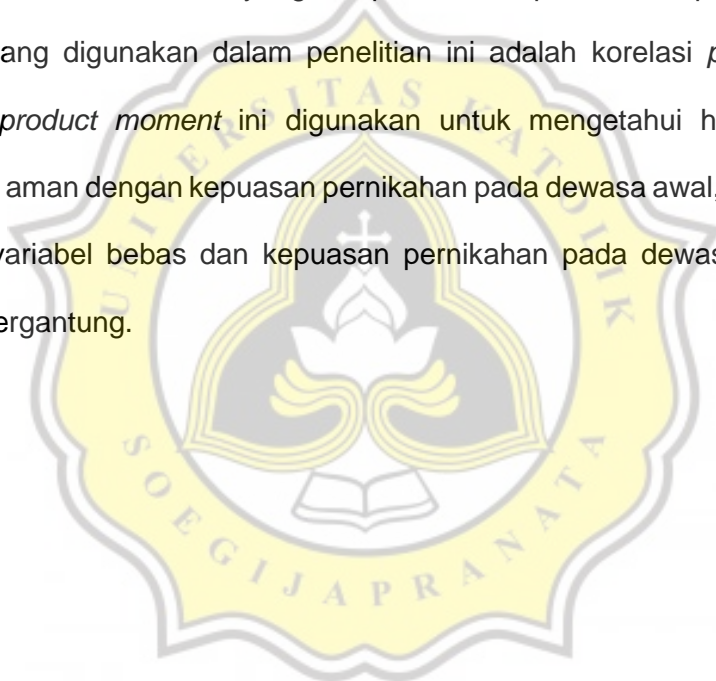 ang digunakan dalam penelitian ini adalah korelasi p
product moment ini digunakan untuk mengetahui h
aman dengan kepuasan pernikahan pada dewasa awal,
variabel bebas dan kepuasan pernikahan pada dewas
ergantung.
UNIVERSITAS KATOLIK
SOEGIJAPRANATA